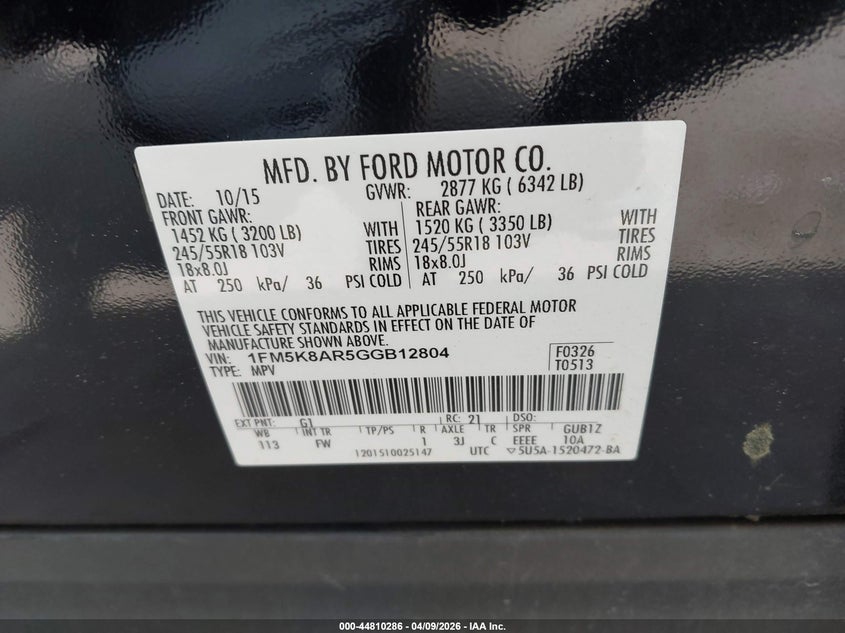 MFD. BY FORD MOTOR CO.
DATE: 10/15 GVWR: 2877 KG ( 6342 LB)
FRONT GAWR: REAR GAWR:
1452 KG ( 3200 LB) WITH 1520 KG ( 3350 LB) WITH
245/55R18 103V TIRES 245/55R18 103V TIRES
18x8.0J RIMS 18x8.0J RIMS
AT 250 kPa/ 36 PSI COLD AT 250 kPa/ 36 PSI COLD
THIS VEHICLE CONFORMS TO ALL APPLICABLE FEDERAL MOTOR
VEHICLE SAFETY STANDARDS IN EFFECT ON THE DATE OF
MANUFACTURE SHOWN ABOVE.
VIN: 1FM5K8AR5GGB12804 F0326
TYPE: MPV T0513
EXT PNT: G1 RC: 21 DSO:
WB INT TR TP/PS R AXLE TR SPR GUB1Z
113 FW 1 3J C EEEE 10A
1201510025147 UTC ▽5U5A-1520472-BA
000-44810286 - 04/09/2026 - IAA Inc.